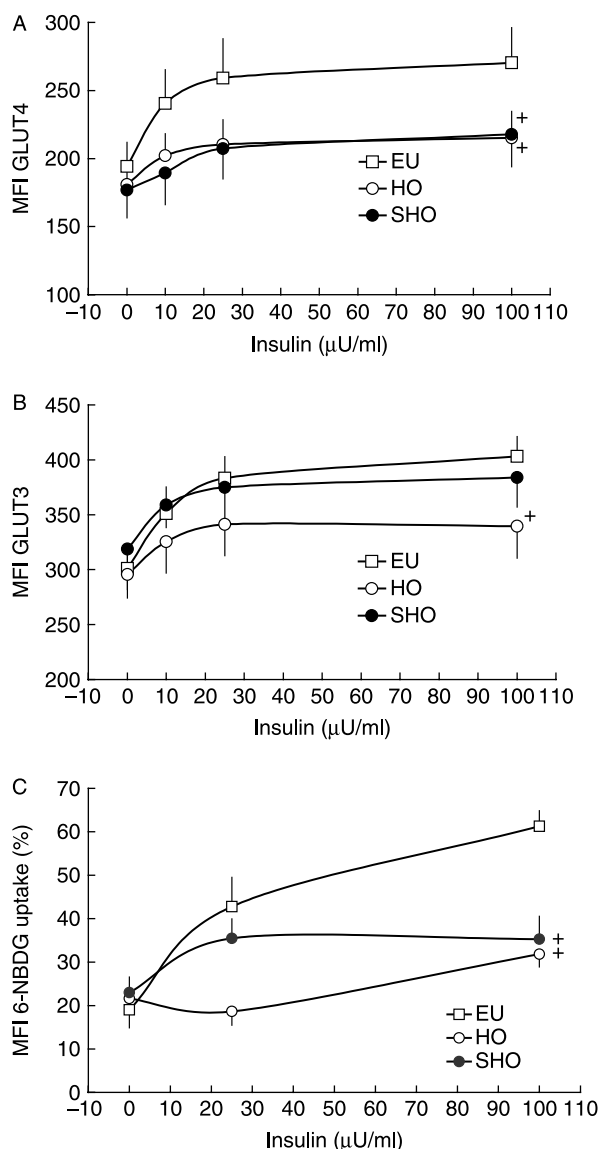 A
300
250
200
150
100
MFI GLUT4
+
+
EU
HO
SHO
–10 0 10 20 30 40 50 60 70 80 90 100 110
Insulin (μU/ml)
B
450
400
350
300
250
200
MFI GLUT3
+
EU
HO
SHO
–10 0 10 20 30 40 50 60 70 80 90 100 110
Insulin (μU/ml)
C
70
60
50
40
30
20
10
0
MFI 6-NBDG uptake (%)
+
+
EU
HO
SHO
–10 0 10 20 30 40 50 60 70 80 90 100 110
Insulin (μU/ml)